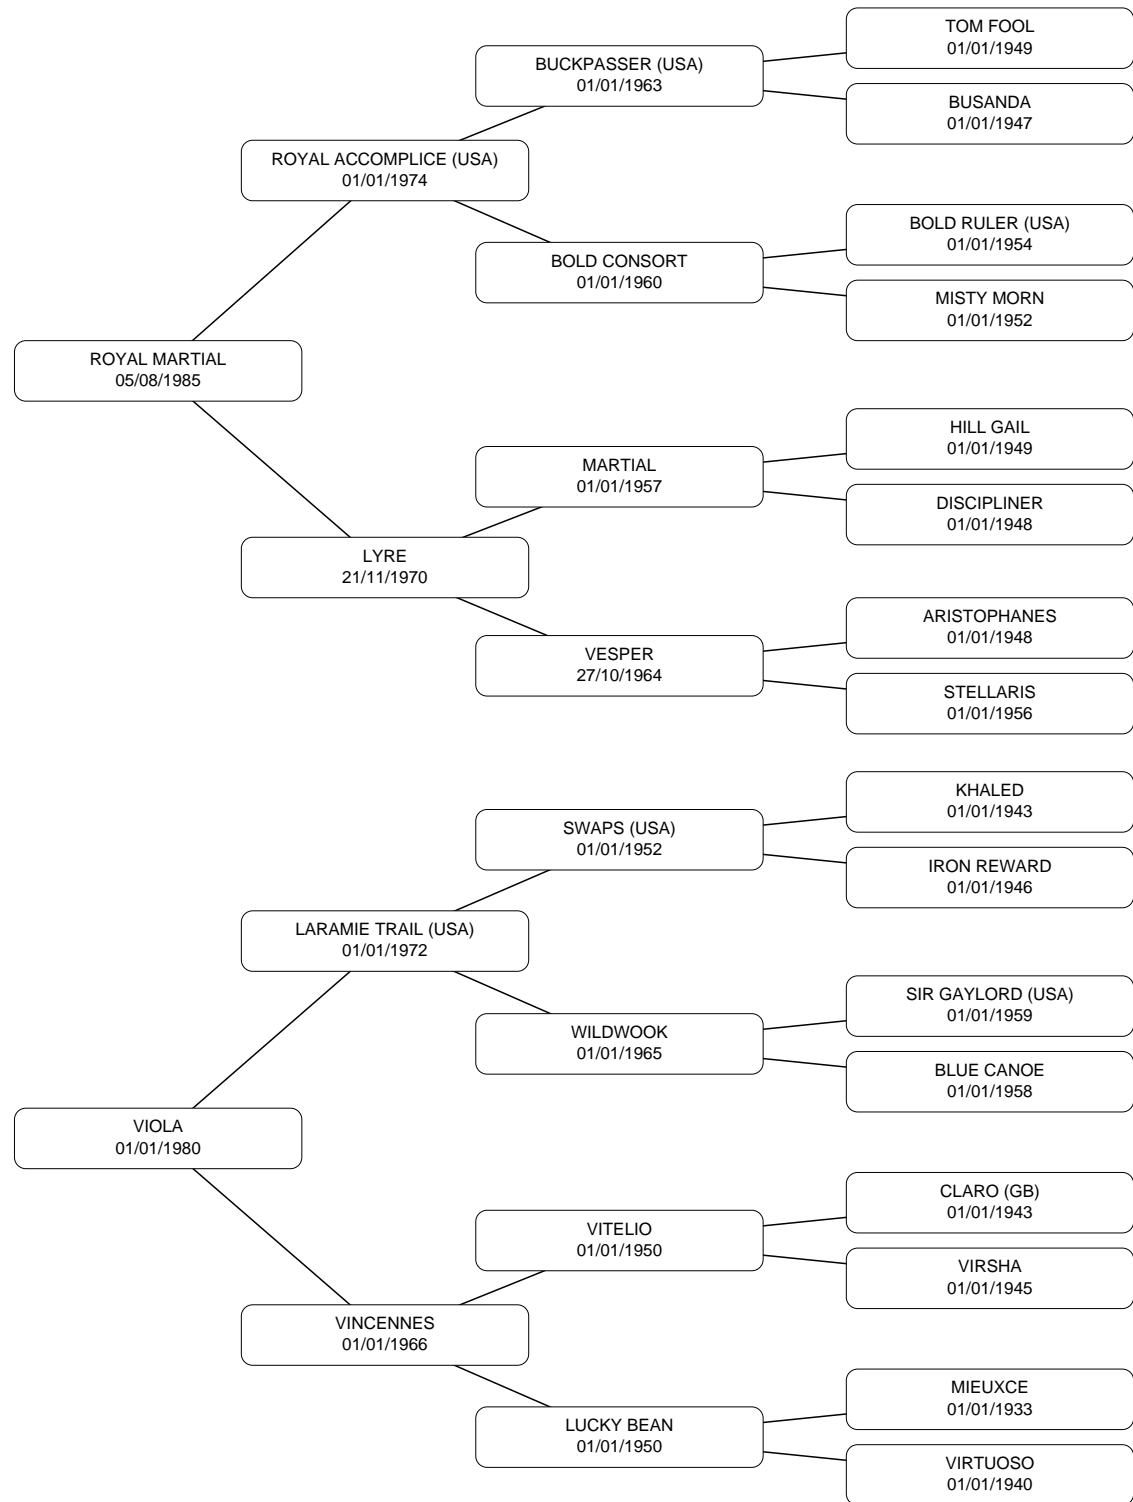 TOM FOOL
01/01/1949
BUCKPASSER (USA)
01/01/1963
BUSANDA
01/01/1947
ROYAL ACCOMPLICE (USA)
01/01/1974
BOLD RULER (USA)
01/01/1954
BOLD CONSORT
01/01/1960
MISTY MORN
01/01/1952
ROYAL MARTIAL
05/08/1985
HILL GAIL
01/01/1949
MARTIAL
01/01/1957
DISCIPLINER
01/01/1948
LYRE
21/11/1970
ARISTOPHANES
01/01/1948
VESPER
27/10/1964
STELLARIS
01/01/1956
KHALED
01/01/1943
SWAPS (USA)
01/01/1952
IRON REWARD
01/01/1946
LARAMIE TRAIL (USA)
01/01/1972
SIR GAYLORD (USA)
01/01/1959
WILDWOOK
01/01/1965
BLUE CANOE
01/01/1958
VIOLA
01/01/1980
CLARO (GB)
01/01/1943
VITELIO
01/01/1950
VIRSHA
01/01/1945
VINCENNES
01/01/1966
MIEUXCE
01/01/1933
LUCKY BEAN
01/01/1950
VIRTUOSO
01/01/1940